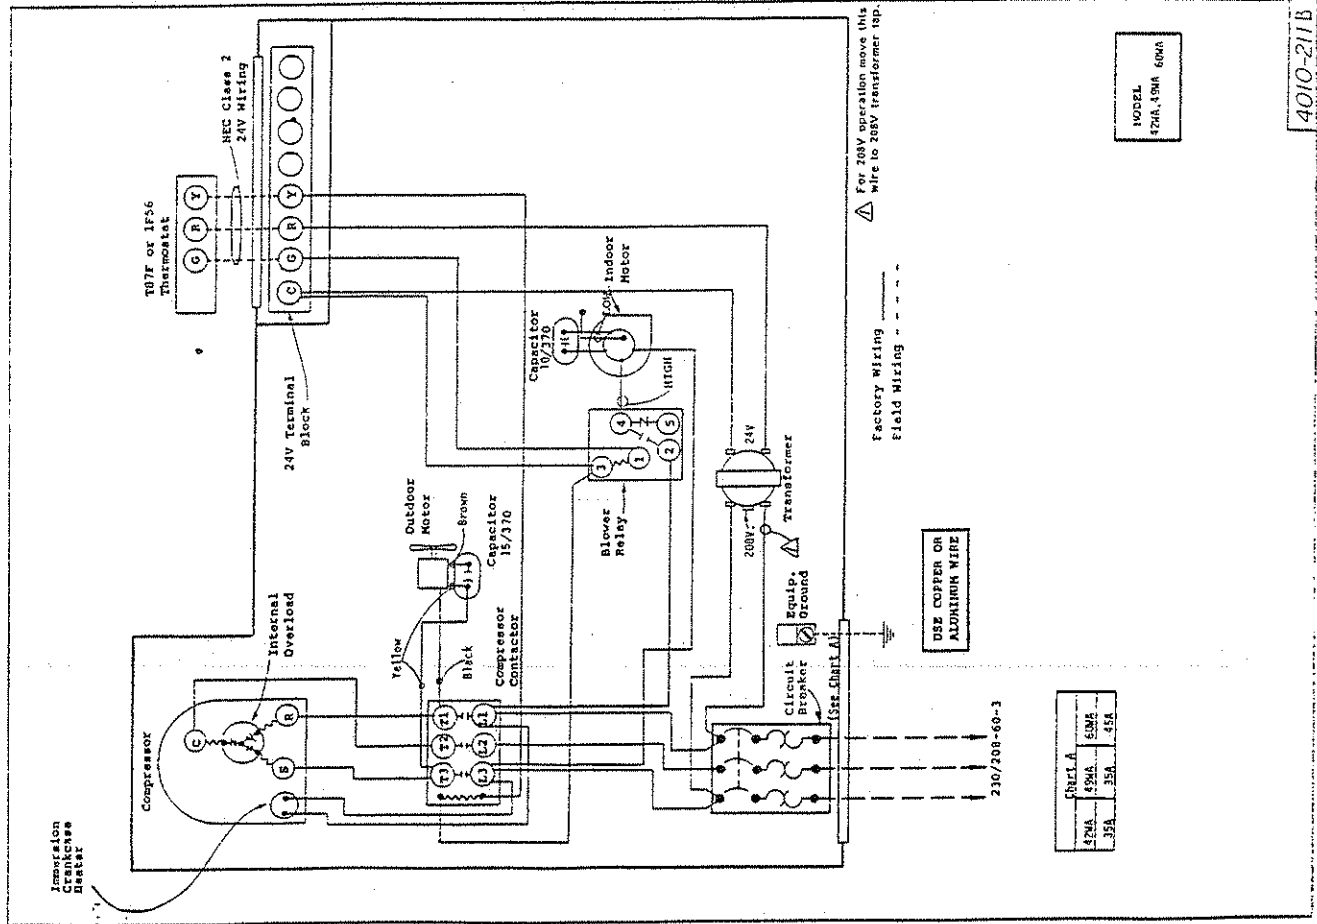 Immersion
Crankcase
Heater
Compressor
Internal
Overload
C
R
S
Yellow
Black
Outdoor
Motor
Brown
Capacitor
15/370
Compressor
Contactor
T1
T2
T3
L1
L2
L3
24V Terminal
Block
T87F or 1F56
Thermostat
G
R
Y
NEC Class 2
24V Wiring
C
G
R
Y
Capacitor
10/370
LOW
Indoor
Motor
HIGH
Blower
Relay
3
1
4
2
5
24V
208V
Transformer
Equip.
Ground
Circuit
Breaker
(See Chart A)
230/208-60-3
For 208V operation move this
wire to 208V transformer tap.
Factory Wiring
Field Wiring
USE COPPER OR
ALUMINUM WIRE
Chart A
42WA 49WA 60WA
35A 35A 45A
MODEL
42WA,49WA 60WA
4010-211B